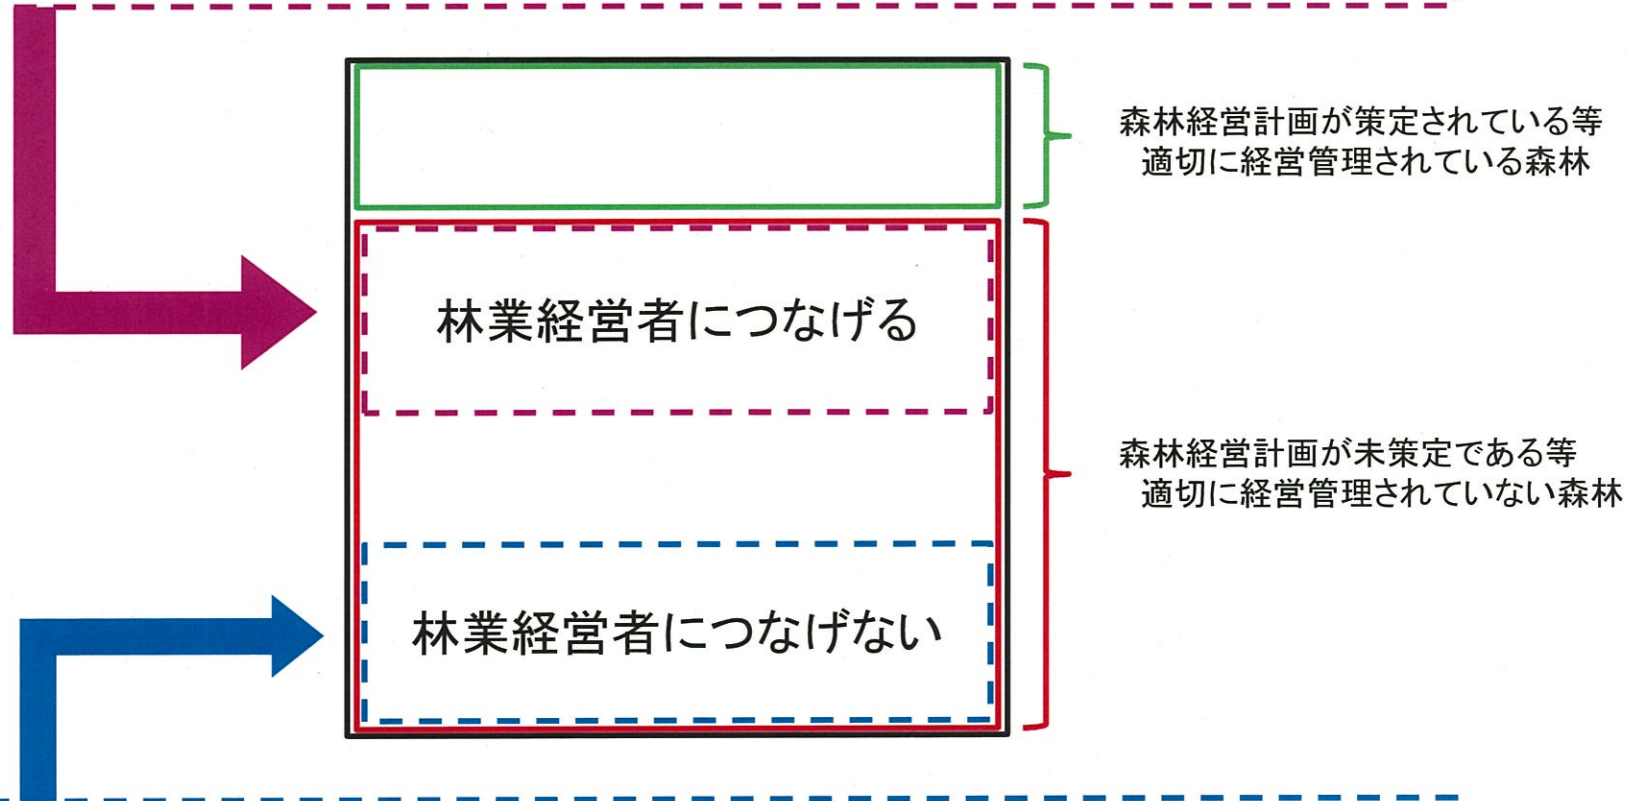 森林経営計画が策定されている等
適切に経営管理されている森林
林業経営者につなげる
森林経営計画が未策定である等
適切に経営管理されていない森林
林業経営者につなげない